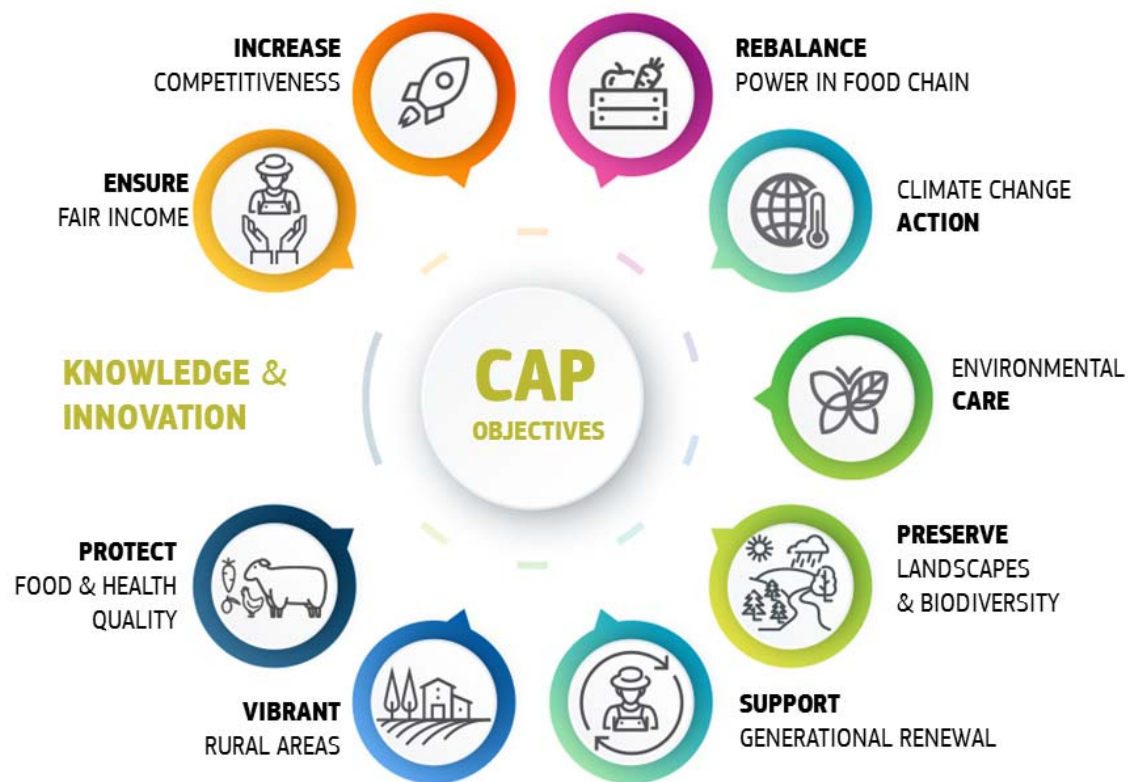 INCREASE
COMPETITIVENESS
REBALANCE
POWER IN FOOD CHAIN
ENSURE
FAIR INCOME
CLIMATE CHANGE
ACTION
KNOWLEDGE &
INNOVATION
CAP
OBJECTIVES
ENVIRONMENTAL
CARE
PROTECT
FOOD & HEALTH
QUALITY
PRESERVE
LANDSCAPES
& BIODIVERSITY
VIBRANT
RURAL AREAS
SUPPORT
GENERATIONAL RENEWAL